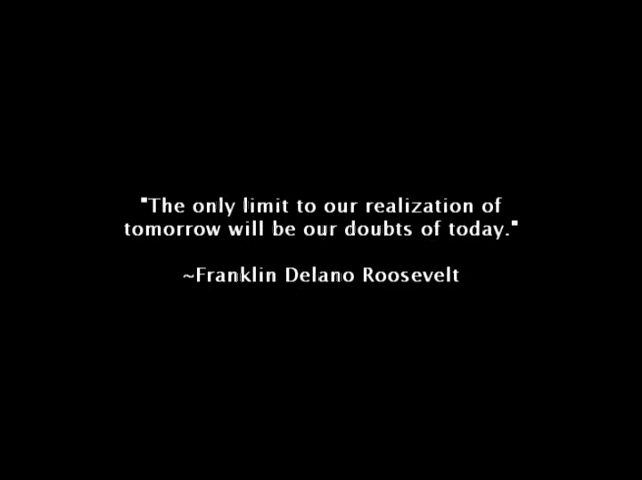 "The only limit to our realization of
tomorrow will be our doubts of today."
~Franklin Delano Roosevelt